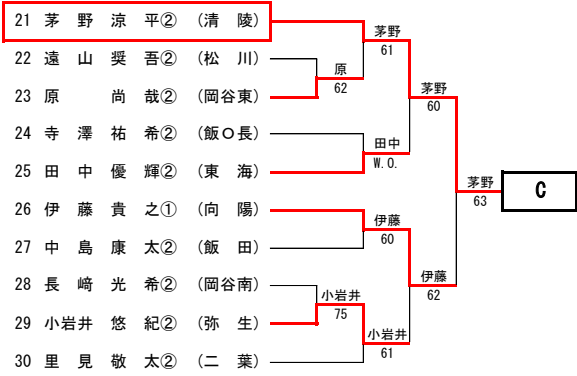 21 茅 野 涼 平② (清 陵)
22 遠 山 奨 吾② (松 川)
23 原 尚 哉② (岡谷東)
24 寺 澤 祐 希② (飯O長)
25 田 中 優 輝② (東 海)
26 伊 藤 貴 之① (向 陽)
27 中 島 康 太② (飯 田)
28 長 﨑 光 希② (岡谷南)
29 小岩井 悠 紀② (弥 生)
30 里 見 敬 太② (二 葉)
原
62
茅野
61
田中
W.O.
茅野
60
伊藤
60
小岩井
75
小岩井
61
伊藤
62
茅野
63
C